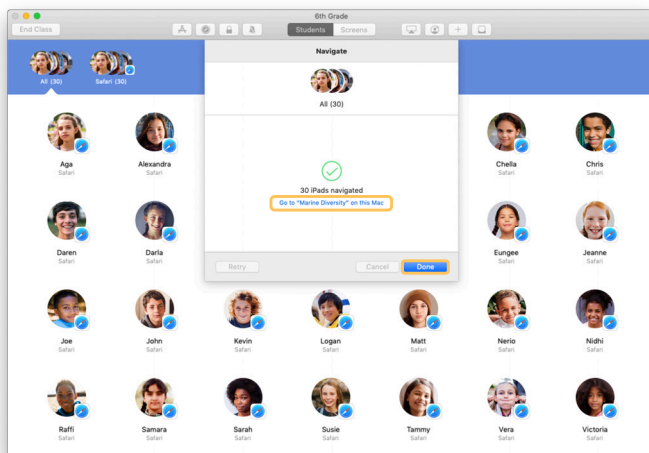 6th Grade
End Class
Students Screens
Navigate
All (30) Safari (30)
All (30)
30 iPads navigated
Go to "Marine Diversity" on this Mac
Retry Cancel Done
Aga Alexandra Chella Chris
Safari Safari Safari Safari
Daren Darla Eungee Jeanne
Safari Safari Safari Safari
Joe John Kevin Logan Matt Nerio Nidhi
Safari Safari Safari Safari Safari Safari Safari
Raffi Samara Sarah Susie Tammy Vera Victoria
Safari Safari Safari Safari Safari Safari Safari